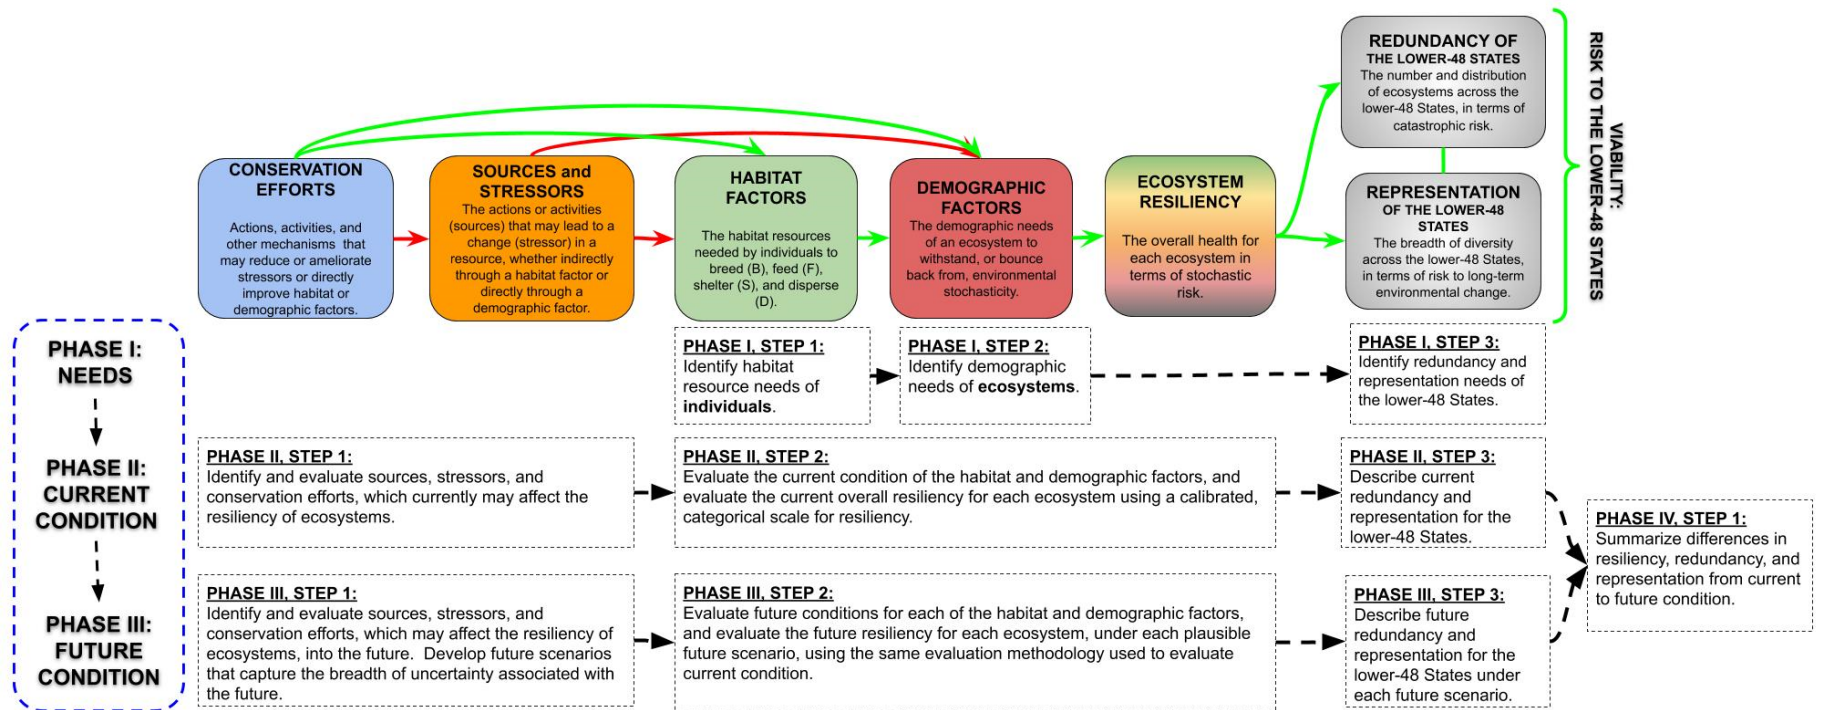 REDUNDANCY OF
THE LOWER-48 STATES
The number and distribution
of ecosystems across the
lower-48 States, in terms of
catastrophic risk.
VIABILITY:
RISK TO THE LOWER-48 STATES
CONSERVATION
EFFORTS
Actions, activities, and
other mechanisms that
may reduce or ameliorate
stressors or directly
improve habitat or
demographic factors.
SOURCES and
STRESSORS
The actions or activities
(sources) that may lead to a
change (stressor) in a
resource, whether indirectly
through a habitat factor or
directly through a
demographic factor.
HABITAT
FACTORS
The habitat resources
needed by individuals to
breed (B), feed (F),
shelter (S), and disperse
(D).
DEMOGRAPHIC
FACTORS
The demographic needs
of an ecosystem to
withstand, or bounce
back from, environmental
stochasticity.
ECOSYSTEM
RESILIENCY
The overall health for
each ecosystem in
terms of stochastic
risk.
REPRESENTATION
OF THE LOWER-48
STATES
The breadth of diversity
across the lower-48 States,
in terms of risk to long-term
environmental change.
PHASE I:
NEEDS
PHASE I, STEP 1:
Identify habitat
resource needs of
individuals.
PHASE I, STEP 2:
Identify demographic
needs of ecosystems.
PHASE I, STEP 3:
Identify redundancy and
representation needs of
the lower-48 States.
PHASE II:
CURRENT
CONDITION
PHASE II, STEP 1:
Identify and evaluate sources, stressors, and
conservation efforts, which currently may affect the
resiliency of ecosystems.
PHASE II, STEP 2:
Evaluate the current condition of the habitat and demographic factors, and
evaluate the current overall resiliency for each ecosystem using a calibrated,
categorical scale for resiliency.
PHASE II, STEP 3:
Describe current
redundancy and
representation for the
lower-48 States.
PHASE IV, STEP 1:
Summarize differences in
resiliency, redundancy, and
representation from current
to future condition.
PHASE III:
FUTURE
CONDITION
PHASE III, STEP 1:
Identify and evaluate sources, stressors, and
conservation efforts, which may affect the resiliency of
ecosystems, into the future. Develop future scenarios
that capture the breadth of uncertainty associated with
the future.
PHASE III, STEP 2:
Evaluate future conditions for each of the habitat and demographic factors,
and evaluate the future resiliency for each ecosystem, under each plausible
future scenario, using the same evaluation methodology used to evaluate
current condition.
PHASE III, STEP 3:
Describe future
redundancy and
representation for the
lower-48 States under
each future scenario.